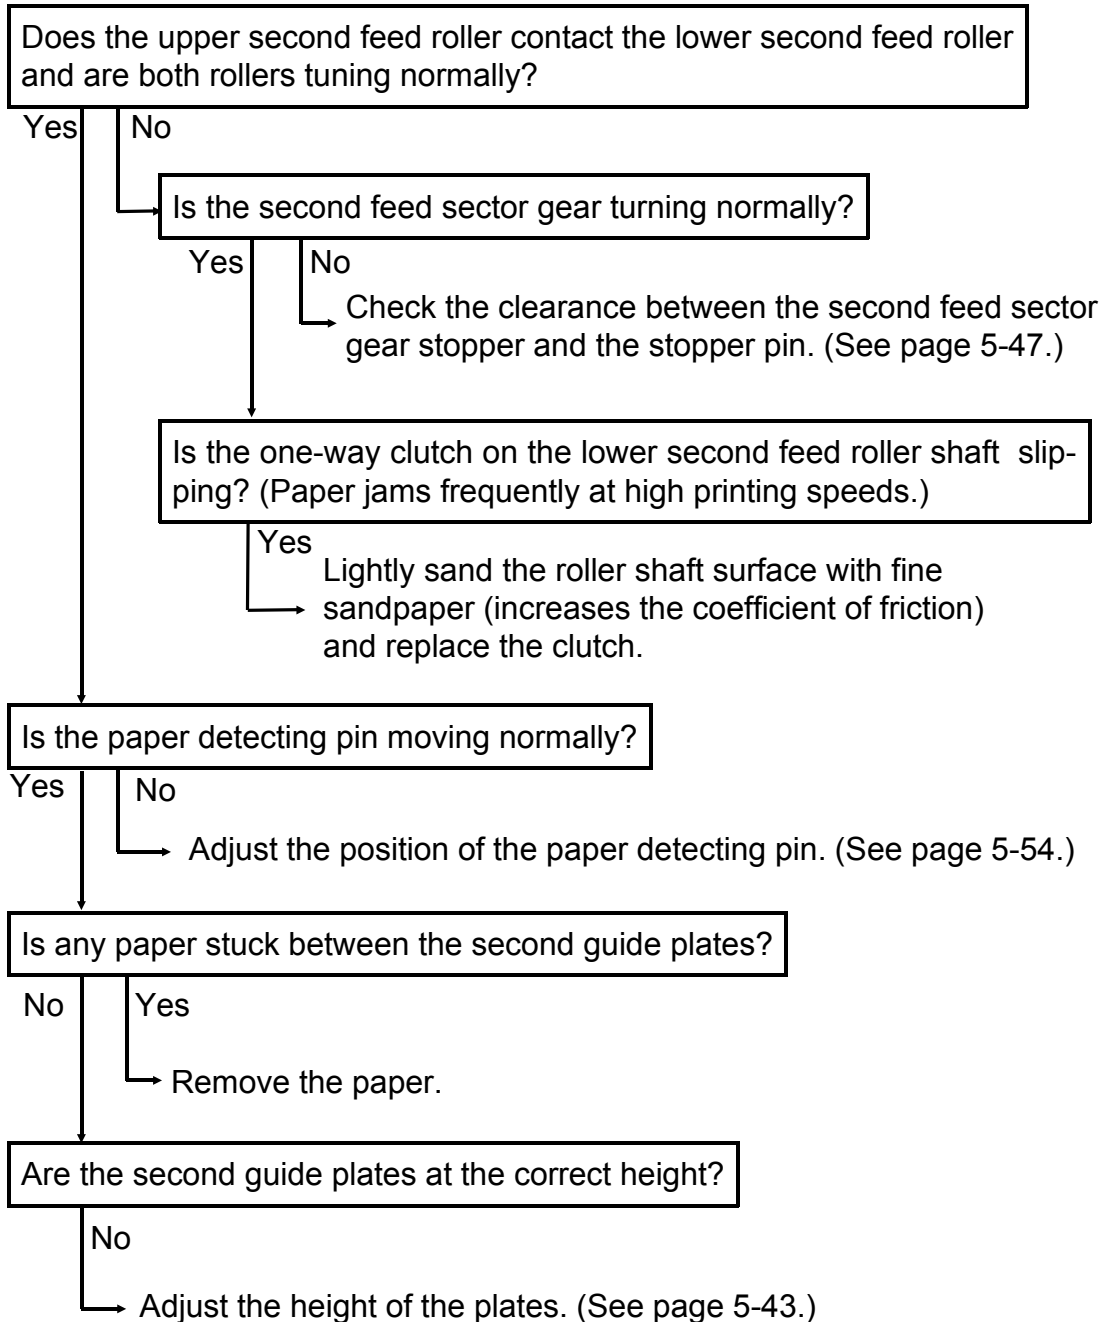 Does the upper second feed roller contact the lower second feed roller
and are both rollers tuning normally?
Yes
No
Is the second feed sector gear turning normally?
Yes
No
Check the clearance between the second feed sector
gear stopper and the stopper pin. (See page 5-47.)
Is the one-way clutch on the lower second feed roller shaft  slip-
ping? (Paper jams frequently at high printing speeds.)
Yes
Lightly sand the roller shaft surface with fine
sandpaper (increases the coefficient of friction)
and replace the clutch.
Is the paper detecting pin moving normally?
Yes
No
Adjust the position of the paper detecting pin. (See page 5-54.)
Is any paper stuck between the second guide plates?
No
Yes
Remove the paper.
Are the second guide plates at the correct height?
No
Adjust the height of the plates. (See page 5-43.)